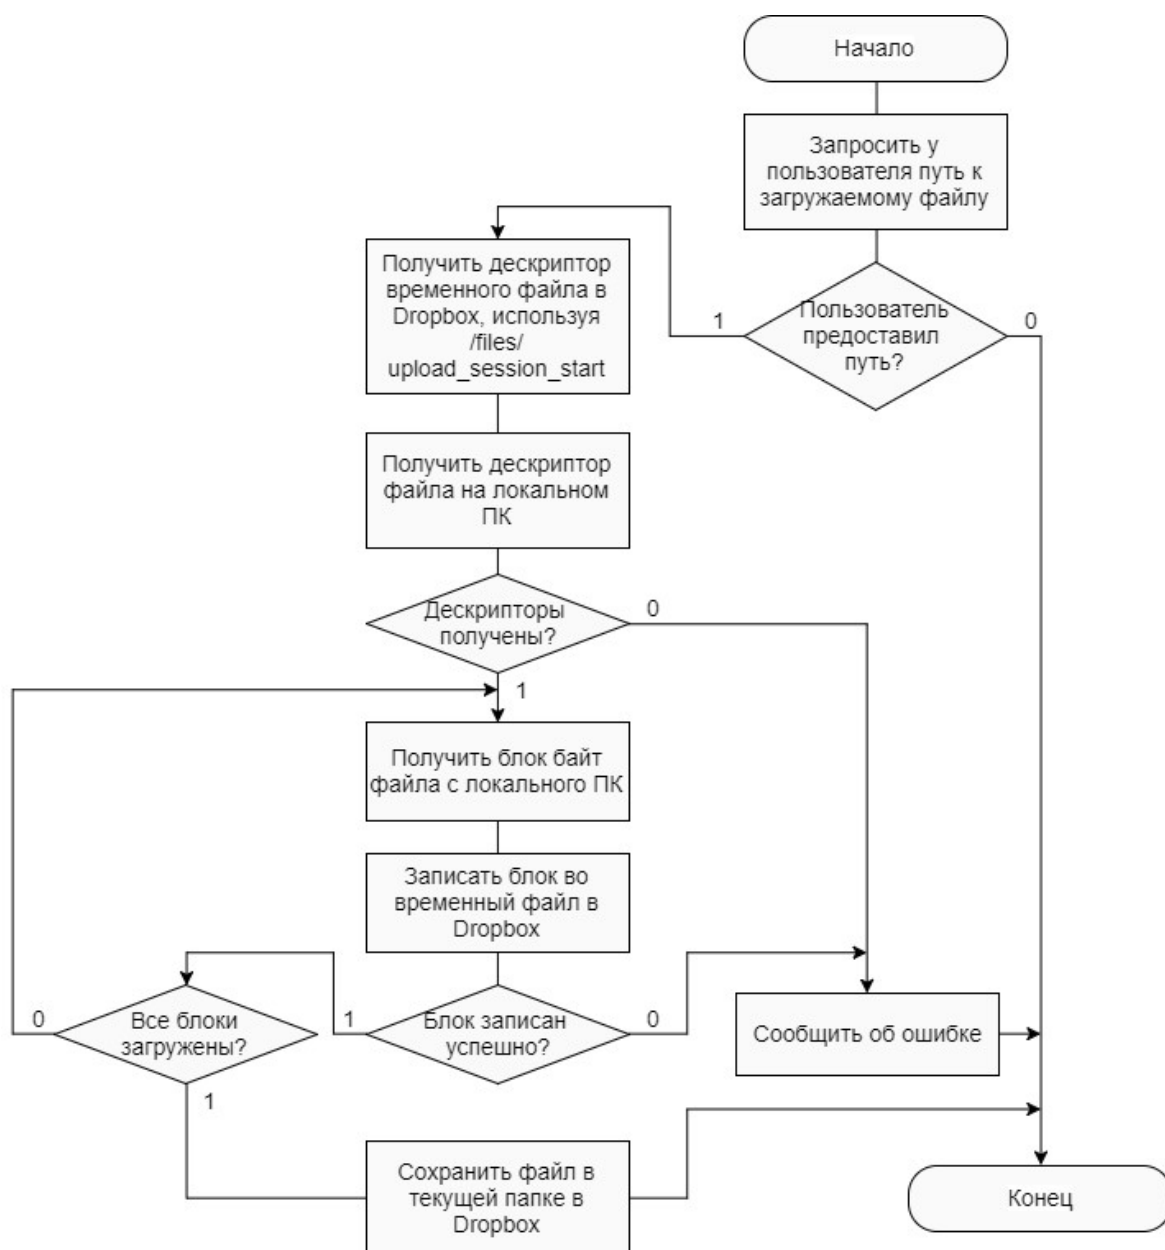 Начало
Запросить у
пользователя путь к
загружаемому файлу
Пользователь
предоставил
путь?
1
0
Получить дескриптор
временного файла в
Dropbox, используя
/files/
upload_session_start
Получить дескриптор
файла на локальном
ПК
Дескрипторы
получены?
0
1
Получить блок байт
файла с локального ПК
Записать блок во
временный файл в
Dropbox
Блок записан
успешно?
1
0
Все блоки
загружены?
0
1
Сообщить об ошибке
Сохранить файл в
текущей папке в
Dropbox
Конец